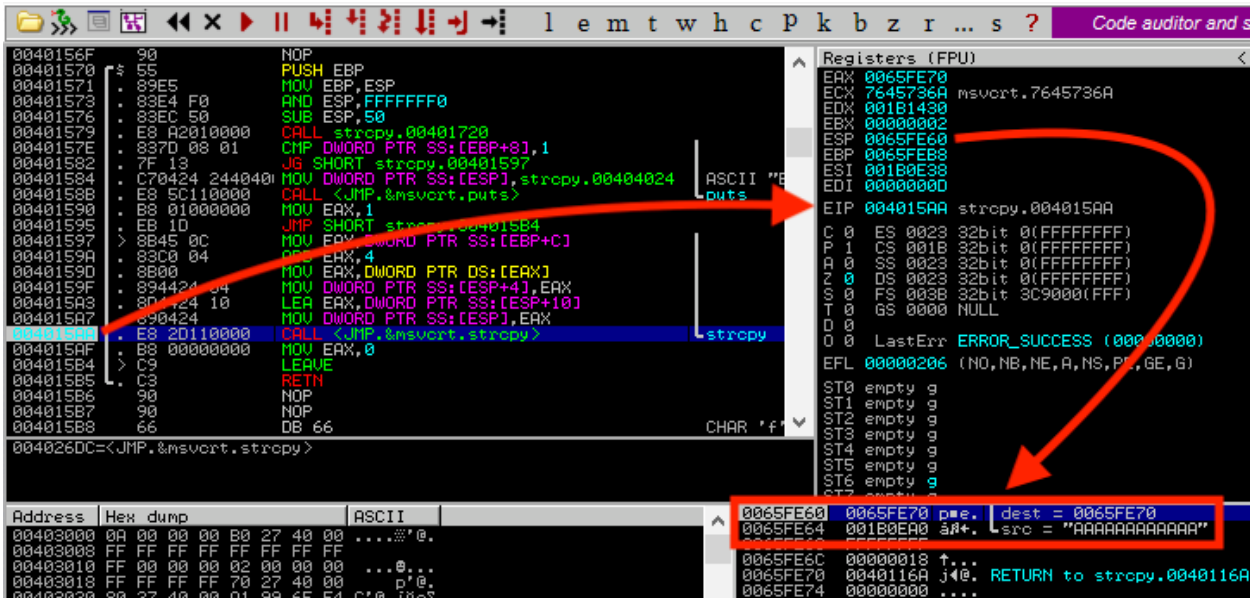 l e m t w h c P k b z r ... s ? Code auditor and s
0040156F 90 NOP
00401570 $ 55 PUSH EBP
00401571 . 89E5 MOV EBP,ESP
00401573 . 83E4 F0 AND ESP,FFFFFFF0
00401576 . 83EC 50 SUB ESP,50
00401579 . E8 A2010000 CALL strcpy.00401720
0040157E . 837D 08 01 CMP DWORD PTR SS:[EBP+8],1
00401582 . 7F 13 JG SHORT strcpy.00401597
00401584 . C70424 2440400 MOV DWORD PTR SS:[ESP],strcpy.00404024 ASCII "E
0040158B . E8 5C110000 CALL <JMP.&msvcrt.puts> puts
00401590 . B8 01000000 MOV EAX,1
00401595 . EB 1D JMP SHORT strcpy.004015B4
00401597 > 8B45 0C MOV EAX,DWORD PTR SS:[EBP+C]
0040159A . 83C0 04 ADD EAX,4
0040159D . 8B00 MOV EAX,DWORD PTR DS:[EAX]
0040159F . 894424 04 MOV DWORD PTR SS:[ESP+4],EAX
004015A3 . 8D4424 10 LEA EAX,DWORD PTR SS:[ESP+10]
004015A7 . 890424 MOV DWORD PTR SS:[ESP],EAX
004015AA . E8 2D110000 CALL <JMP.&msvcrt.strcpy> strcpy
004015AF . B8 00000000 MOV EAX,0
004015B4 > C9 LEAVE
004015B5 . C3 RETN
004015B6 90 NOP
004015B7 90 NOP
004015B8 66 DB 66 CHAR 'f'
004026DC=<JMP.&msvcrt.strcpy>
Registers (FPU) <
EAX 0065FE70
ECX 7645736A msvcrt.7645736A
EDX 001B1430
EBX 00000002
ESP 0065FE60
EBP 0065FEB8
ESI 001B0E38
EDI 0000000D
EIP 004015AA strcpy.004015AA
C 0 ES 0023 32bit 0(FFFFFFFF)
P 1 CS 001B 32bit 0(FFFFFFFF)
A 0 SS 0023 32bit 0(FFFFFFFF)
Z 0 DS 0023 32bit 0(FFFFFFFF)
S 0 FS 003B 32bit 3C9000(FFF)
T 0 GS 0000 NULL
D 0
O 0 LastErr ERROR_SUCCESS (00000000)
EFL 00000206 (NO,NB,NE,A,NS,PE,GE,G)
ST0 empty g
ST1 empty g
ST2 empty g
ST3 empty g
ST4 empty g
ST5 empty g
ST6 empty g
ST7 empty g
Address Hex dump ASCII
00403000 0A 00 00 00 B0 27 40 00 ....░'@.
00403008 FF FF FF FF FF FF FF FF
00403010 FF 00 00 00 02 00 00 00 ...☻...
00403018 FF FF FF FF 70 27 40 00 p'@.
0065FE60 0065FE70 p■e. dest = 0065FE70
0065FE64 001B0EA0 src = "AAAAAAAAAAAA"
0065FE6C 00000018 ↑...
0065FE70 0040116A j◄@. RETURN to strcpy.0040116A
0065FE74 00000000 ....